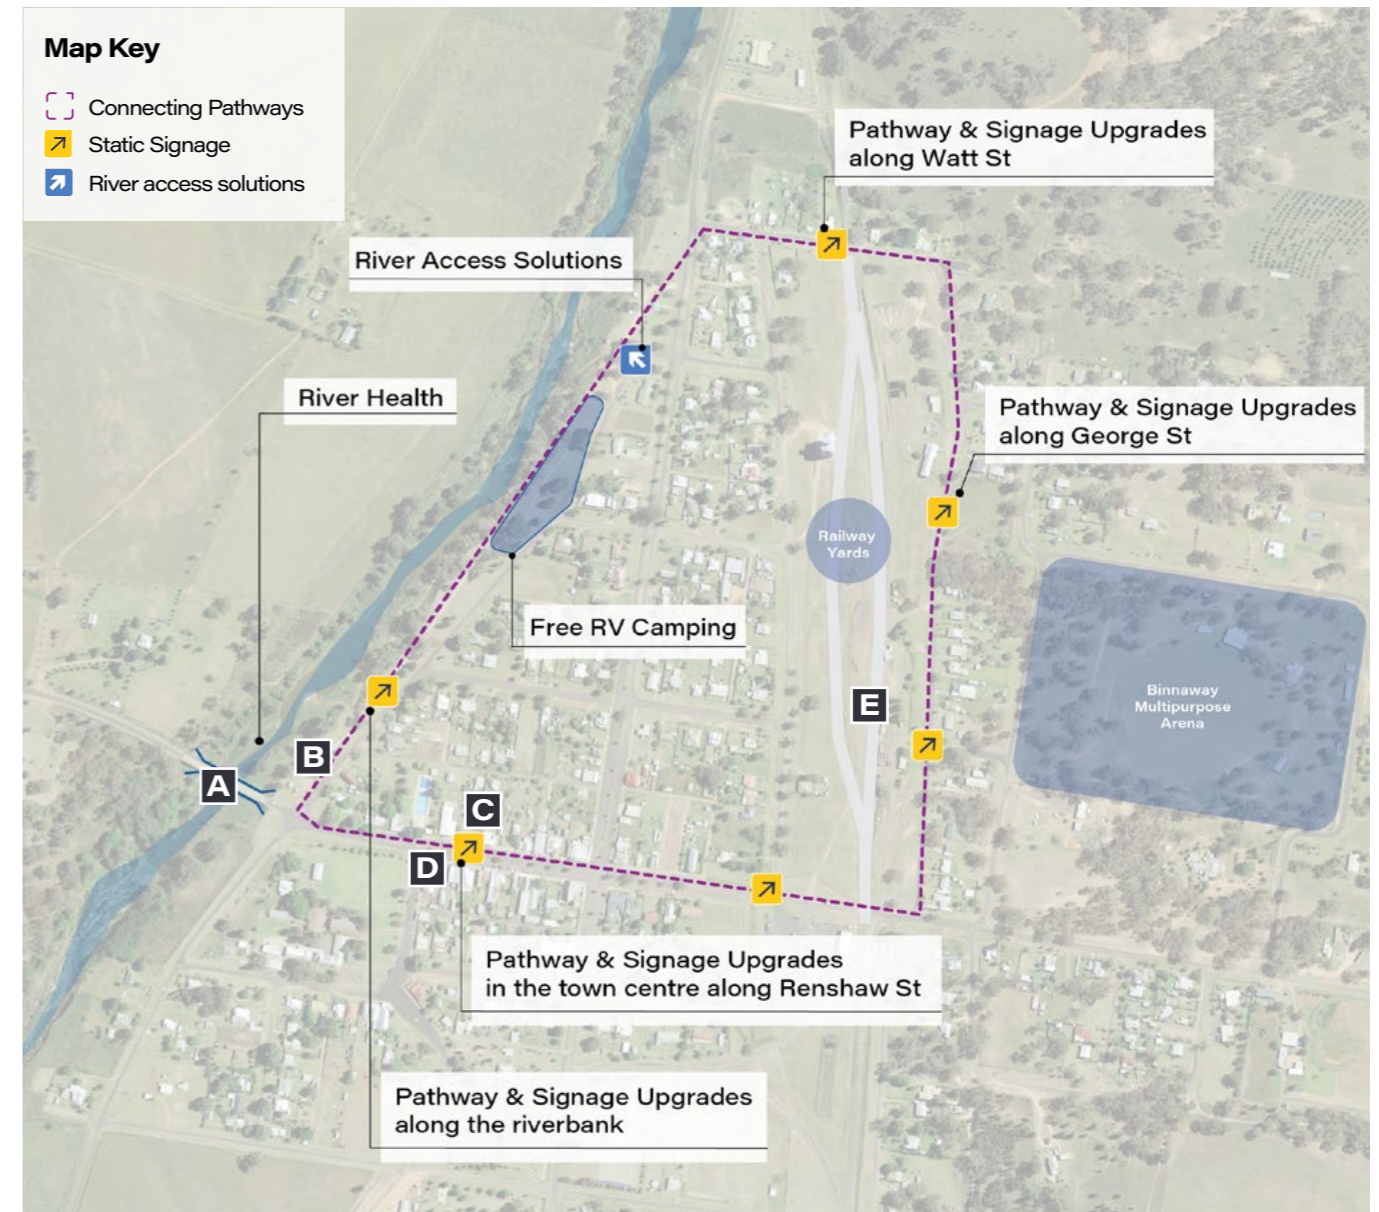 Map Key
Connecting Pathways
Static Signage
River access solutions
Pathway & Signage Upgrades
along Watt St
River Access Solutions
River Health
Pathway & Signage Upgrades
along George St
Railway
Yards
Free RV Camping
E
Binnaway
Multipurpose
Arena
B
A
C
D
Pathway & Signage Upgrades
in the town centre along Renshaw St
Pathway & Signage Upgrades
along the riverbank